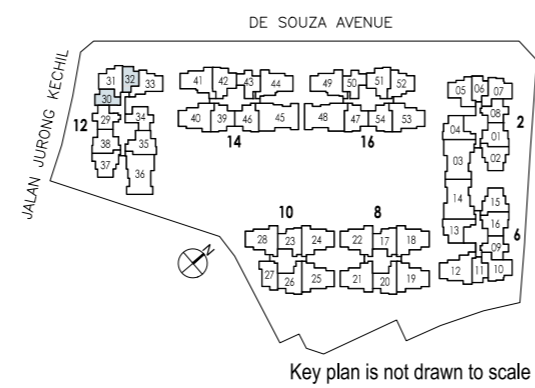 DE SOUZA AVENUE
JALAN JURONG KECHIL
31 32 33
30
29 34
12
38 35
37 36
41 42 43 44
40 39 46 45
14
49 50 51 52
48 47 54 53
16
05 06 07
08
04 01
2
03 02
14 15
13 16
6
09
12 11 10
10
28 23 24
27 26 25
8
22 17 18
21 20 19
N
Key plan is not drawn to scale